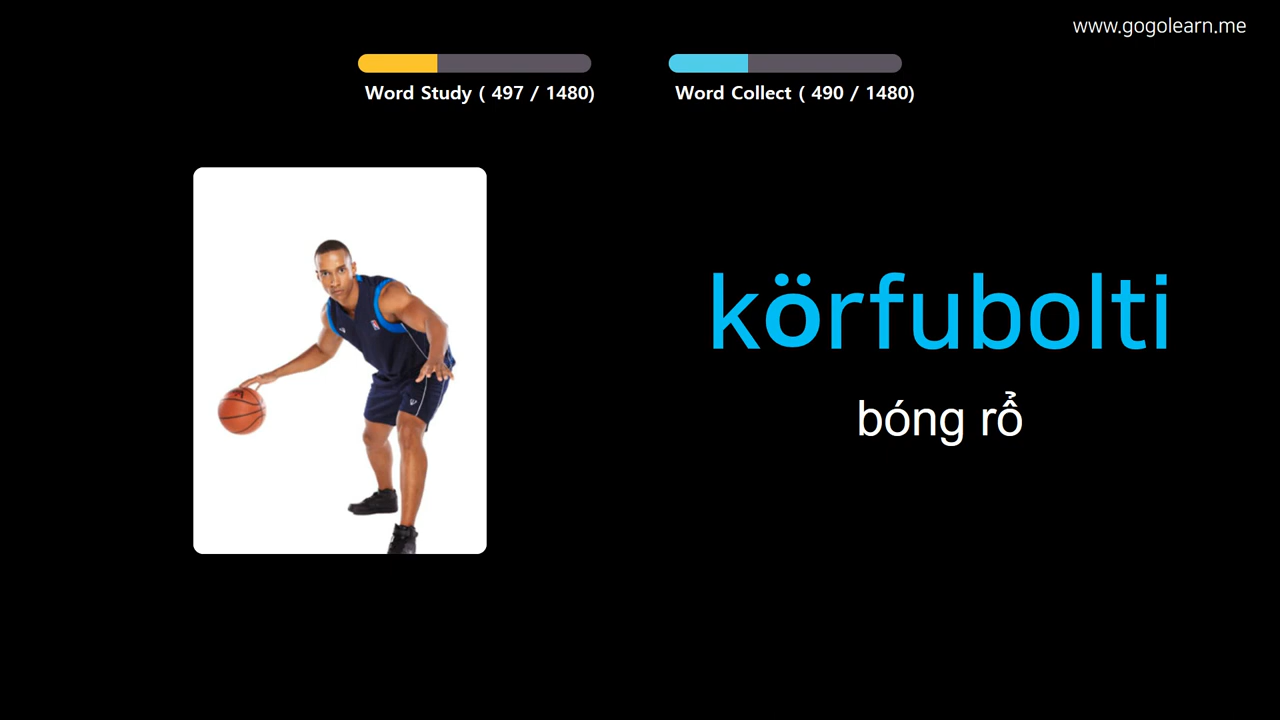 www.gogolearn.me
Word Study ( 497 / 1480)
Word Collect ( 490 / 1480)
körfubolti
bóng rổ